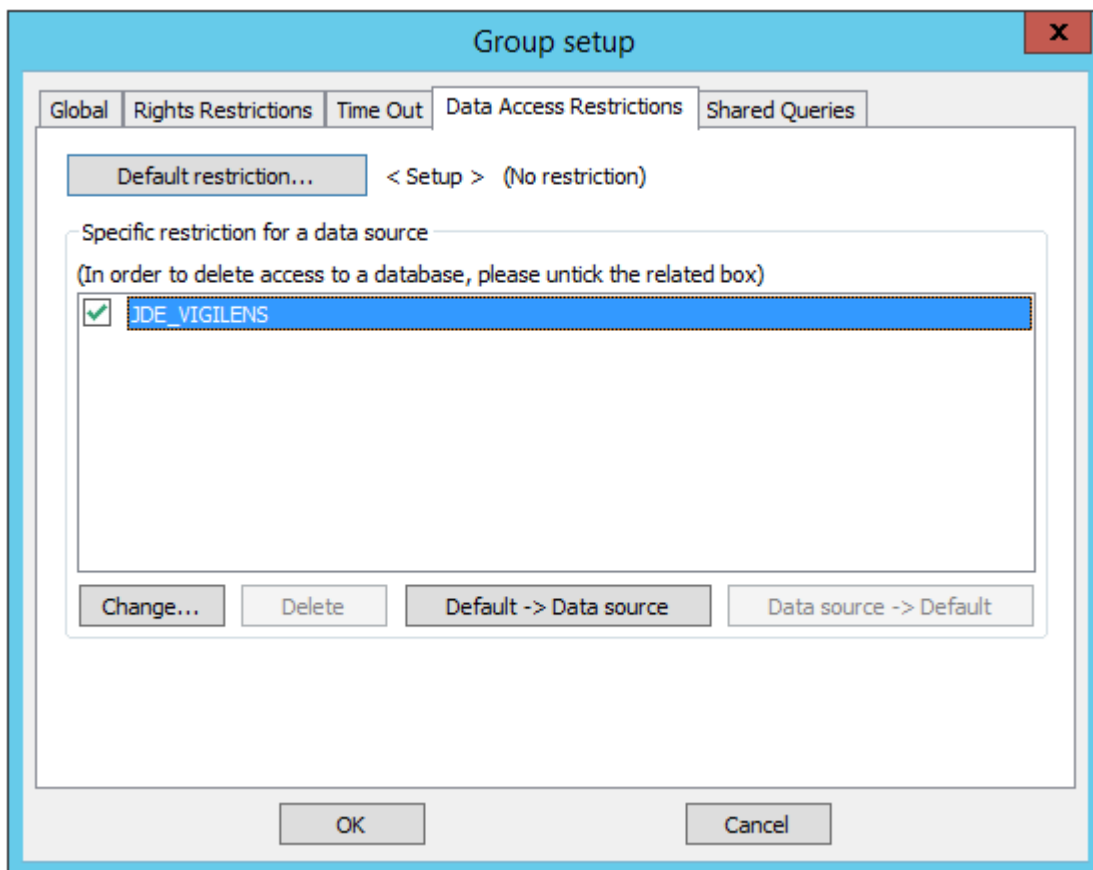 Group setup
x
Global Rights Restrictions Time Out Data Access Restrictions Shared Queries
Default restriction... < Setup > (No restriction)
Specific restriction for a data source
(In order to delete access to a database, please untick the related box)
JDE_VIGILENS
Change... Delete Default -> Data source Data source -> Default
OK Cancel